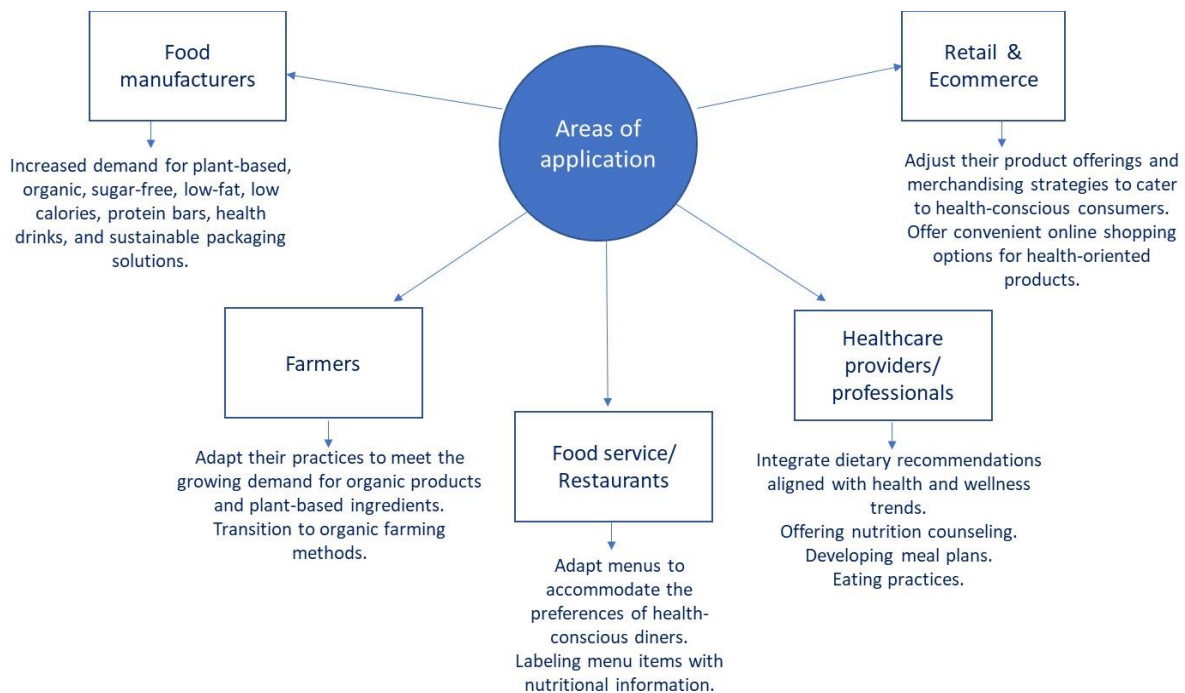 Areas of
application
Food
manufacturers
Increased demand for plant-based,
organic, sugar-free, low-fat, low
calories, protein bars, health
drinks, and sustainable packaging
solutions.
Retail & 
Ecommerce
Adjust their product offerings and
merchandising strategies to cater
to health-conscious consumers.
Offer convenient online shopping
options for health-oriented
products.
Farmers
Adapt their practices to meet the
growing demand for organic products
and plant-based ingredients.
Transition to organic farming
methods.
Food service/
Restaurants
Adapt menus to
accommodate the
preferences of health-
conscious diners.
Labeling menu items with
nutritional information.
Healthcare
providers/
professionals
Integrate dietary recommendations
aligned with health and wellness
trends.
Offering nutrition counseling.
Developing meal plans.
Eating practices.